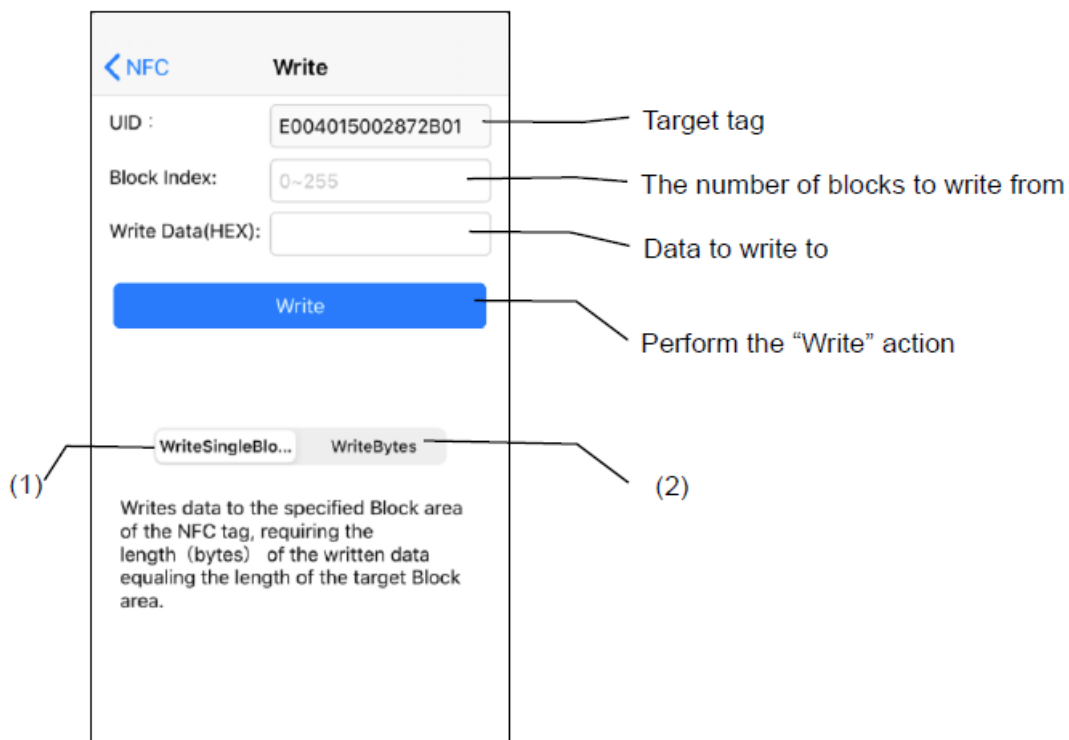 NFC
Write
UID :
E004015002872B01
Target tag
Block Index:
0~255
The number of blocks to write from
Write Data(HEX):
Data to write to
Write
Perform the “Write” action
WriteSingleBlo...
WriteBytes
(1)
(2)
Writes data to the specified Block area
of the NFC tag, requiring the
length（bytes） of the written data
equaling the length of the target Block
area.